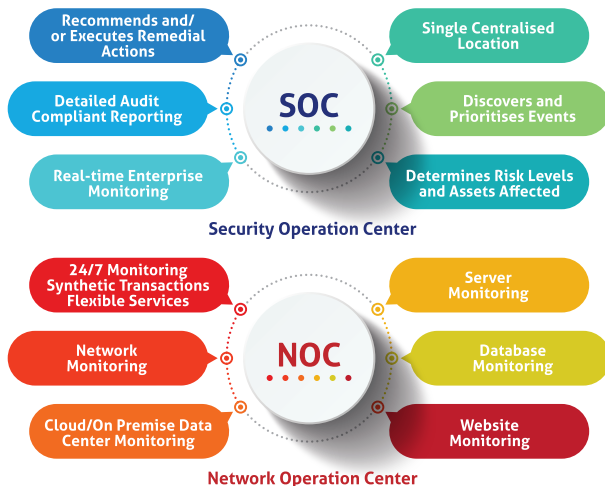 Recommends and/
or Executes Remedial
Actions
Single Centralised
Location
SOC
Detailed Audit
Compliant Reporting
Discovers and
Prioritises Events
Real-time Enterprise
Monitoring
Determines Risk Levels
and Assets Affected
Security Operation Center
24/7 Monitoring
Synthetic Transactions
Flexible Services
Server
Monitoring
NOC
Network
Monitoring
Database
Monitoring
Cloud/On Premise Data
Center Monitoring
Website
Monitoring
Network Operation Center